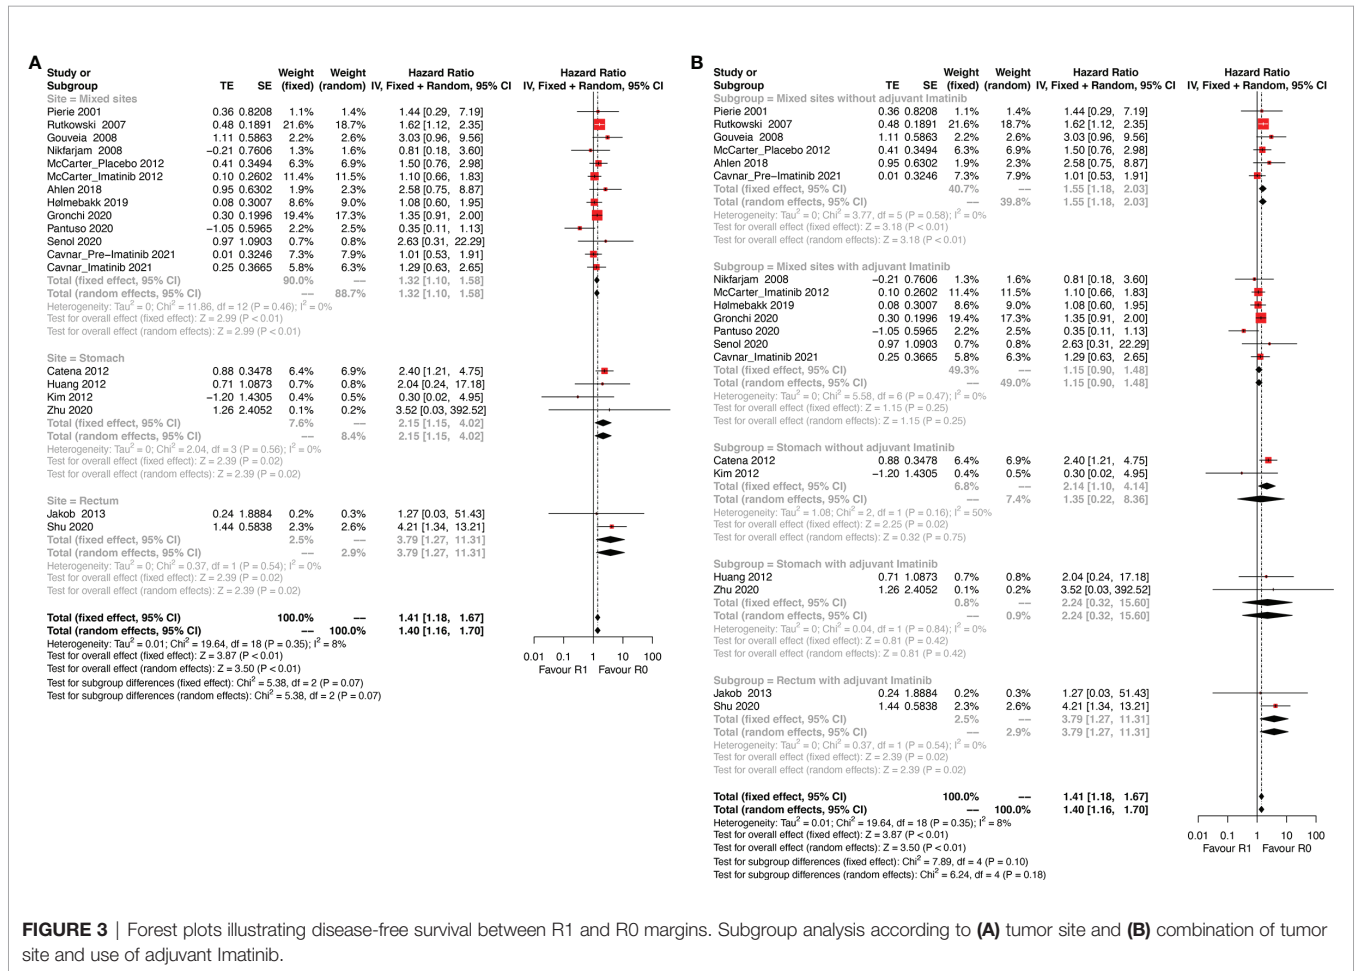 A
Study or Weight Weight Hazard Ratio Hazard Ratio
Subgroup TE SE (fixed) (random) IV, Fixed + Random, 95% CI IV, Fixed + Random, 95% CI
Site = Mixed sites
Pierie 2001 0.36 0.8208 1.1% 1.4% 1.44 [0.29, 7.19]
Rutkowski 2007 0.48 0.1891 21.6% 18.7% 1.62 [1.12, 2.35]
Gouveia 2008 1.11 0.5863 2.2% 2.6% 3.03 [0.96, 9.56]
Nikfarjam 2008 −0.21 0.7606 1.3% 1.6% 0.81 [0.18, 3.60]
McCarter_Placebo 2012 0.41 0.3494 6.3% 6.9% 1.50 [0.76, 2.98]
McCarter_Imatinib 2012 0.10 0.2602 11.4% 11.5% 1.10 [0.66, 1.83]
Ahlen 2018 0.95 0.6302 1.9% 2.3% 2.58 [0.75, 8.87]
Hølmebakk 2019 0.08 0.3007 8.6% 9.0% 1.08 [0.60, 1.95]
Gronchi 2020 0.30 0.1996 19.4% 17.3% 1.35 [0.91, 2.00]
Pantuso 2020 −1.05 0.5965 2.2% 2.5% 0.35 [0.11, 1.13]
Senol 2020 0.97 1.0903 0.7% 0.8% 2.63 [0.31, 22.29]
Cavnar_Pre−Imatinib 2021 0.01 0.3246 7.3% 7.9% 1.01 [0.53, 1.91]
Cavnar_Imatinib 2021 0.25 0.3665 5.8% 6.3% 1.29 [0.63, 2.65]
Total (fixed effect, 95% CI) 90.0% −− 1.32 [1.10, 1.58]
Total (random effects, 95% CI) −− 88.7% 1.32 [1.10, 1.58]
Heterogeneity: Tau² = 0; Chi² = 11.86, df = 12 (P = 0.46); I² = 0%
Test for overall effect (fixed effect): Z = 2.99 (P < 0.01)
Test for overall effect (random effects): Z = 2.99 (P < 0.01)
Site = Stomach
Catena 2012 0.88 0.3478 6.4% 6.9% 2.40 [1.21, 4.75]
Huang 2012 0.71 1.0873 0.7% 0.8% 2.04 [0.24, 17.18]
Kim 2012 −1.20 1.4305 0.4% 0.5% 0.30 [0.02, 4.95]
Zhu 2020 1.26 2.4052 0.1% 0.2% 3.52 [0.03, 392.52]
Total (fixed effect, 95% CI) 7.6% −− 2.15 [1.15, 4.02]
Total (random effects, 95% CI) −− 8.4% 2.15 [1.15, 4.02]
Heterogeneity: Tau² = 0; Chi² = 2.04, df = 3 (P = 0.56); I² = 0%
Test for overall effect (fixed effect): Z = 2.39 (P = 0.02)
Test for overall effect (random effects): Z = 2.39 (P = 0.02)
Site = Rectum
Jakob 2013 0.24 1.8884 0.2% 0.3% 1.27 [0.03, 51.43]
Shu 2020 1.44 0.5838 2.3% 2.6% 4.21 [1.34, 13.21]
Total (fixed effect, 95% CI) 2.5% −− 3.79 [1.27, 11.31]
Total (random effects, 95% CI) −− 2.9% 3.79 [1.27, 11.31]
Heterogeneity: Tau² = 0; Chi² = 0.37, df = 1 (P = 0.54); I² = 0%
Test for overall effect (fixed effect): Z = 2.39 (P = 0.02)
Test for overall effect (random effects): Z = 2.39 (P = 0.02)
Total (fixed effect, 95% CI) 100.0% −− 1.41 [1.18, 1.67]
Total (random effects, 95% CI) −− 100.0% 1.40 [1.16, 1.70]
Heterogeneity: Tau² = 0.01; Chi² = 19.64, df = 18 (P = 0.35); I² = 8%
Test for overall effect (fixed effect): Z = 3.87 (P < 0.01)
Test for overall effect (random effects): Z = 3.50 (P < 0.01)
Test for subgroup differences (fixed effect): Chi² = 5.38, df = 2 (P = 0.07)
Test for subgroup differences (random effects): Chi² = 5.38, df = 2 (P = 0.07)
0.01 0.1 1 10 100
Favour R1 Favour R0
B
Study or Weight Weight Hazard Ratio Hazard Ratio
Subgroup TE SE (fixed) (random) IV, Fixed + Random, 95% CI IV, Fixed + Random, 95% CI
Subgroup = Mixed sites without adjuvant Imatinib
Pierie 2001 0.36 0.8208 1.1% 1.4% 1.44 [0.29, 7.19]
Rutkowski 2007 0.48 0.1891 21.6% 18.7% 1.62 [1.12, 2.35]
Gouveia 2008 1.11 0.5863 2.2% 2.6% 3.03 [0.96, 9.56]
McCarter_Placebo 2012 0.41 0.3494 6.3% 6.9% 1.50 [0.76, 2.98]
Ahlen 2018 0.95 0.6302 1.9% 2.3% 2.58 [0.75, 8.87]
Cavnar_Pre−Imatinib 2021 0.01 0.3246 7.3% 7.9% 1.01 [0.53, 1.91]
Total (fixed effect, 95% CI) 40.7% −− 1.55 [1.18, 2.03]
Total (random effects, 95% CI) −− 39.8% 1.55 [1.18, 2.03]
Heterogeneity: Tau² = 0; Chi² = 3.77, df = 5 (P = 0.58); I² = 0%
Test for overall effect (fixed effect): Z = 3.18 (P < 0.01)
Test for overall effect (random effects): Z = 3.18 (P < 0.01)
Subgroup = Mixed sites with adjuvant Imatinib
Nikfarjam 2008 −0.21 0.7606 1.3% 1.6% 0.81 [0.18, 3.60]
McCarter_Imatinib 2012 0.10 0.2602 11.4% 11.5% 1.10 [0.66, 1.83]
Hølmebakk 2019 0.08 0.3007 8.6% 9.0% 1.08 [0.60, 1.95]
Gronchi 2020 0.30 0.1996 19.4% 17.3% 1.35 [0.91, 2.00]
Pantuso 2020 −1.05 0.5965 2.2% 2.5% 0.35 [0.11, 1.13]
Senol 2020 0.97 1.0903 0.7% 0.8% 2.63 [0.31, 22.29]
Cavnar_Imatinib 2021 0.25 0.3665 5.8% 6.3% 1.29 [0.63, 2.65]
Total (fixed effect, 95% CI) 49.3% −− 1.15 [0.90, 1.48]
Total (random effects, 95% CI) −− 49.0% 1.15 [0.90, 1.48]
Heterogeneity: Tau² = 0; Chi² = 5.58, df = 6 (P = 0.47); I² = 0%
Test for overall effect (fixed effect): Z = 1.15 (P = 0.25)
Test for overall effect (random effects): Z = 1.15 (P = 0.25)
Subgroup = Stomach without adjuvant Imatinib
Catena 2012 0.88 0.3478 6.4% 6.9% 2.40 [1.21, 4.75]
Kim 2012 −1.20 1.4305 0.4% 0.5% 0.30 [0.02, 4.95]
Total (fixed effect, 95% CI) 6.8% −− 2.14 [1.10, 4.14]
Total (random effects, 95% CI) −− 7.4% 1.35 [0.22, 8.36]
Heterogeneity: Tau² = 1.08; Chi² = 2, df = 1 (P = 0.16); I² = 50%
Test for overall effect (fixed effect): Z = 2.25 (P = 0.02)
Test for overall effect (random effects): Z = 0.32 (P = 0.75)
Subgroup = Stomach with adjuvant Imatinib
Huang 2012 0.71 1.0873 0.7% 0.8% 2.04 [0.24, 17.18]
Zhu 2020 1.26 2.4052 0.1% 0.2% 3.52 [0.03, 392.52]
Total (fixed effect, 95% CI) 0.8% −− 2.24 [0.32, 15.60]
Total (random effects, 95% CI) −− 0.9% 2.24 [0.32, 15.60]
Heterogeneity: Tau² = 0; Chi² = 0.04, df = 1 (P = 0.84); I² = 0%
Test for overall effect (fixed effect): Z = 0.81 (P = 0.42)
Test for overall effect (random effects): Z = 0.81 (P = 0.42)
Subgroup = Rectum with adjuvant Imatinib
Jakob 2013 0.24 1.8884 0.2% 0.3% 1.27 [0.03, 51.43]
Shu 2020 1.44 0.5838 2.3% 2.6% 4.21 [1.34, 13.21]
Total (fixed effect, 95% CI) 2.5% −− 3.79 [1.27, 11.31]
Total (random effects, 95% CI) −− 2.9% 3.79 [1.27, 11.31]
Heterogeneity: Tau² = 0; Chi² = 0.37, df = 1 (P = 0.54); I² = 0%
Test for overall effect (fixed effect): Z = 2.39 (P = 0.02)
Test for overall effect (random effects): Z = 2.39 (P = 0.02)
Total (fixed effect, 95% CI) 100.0% −− 1.41 [1.18, 1.67]
Total (random effects, 95% CI) −− 100.0% 1.40 [1.16, 1.70]
Heterogeneity: Tau² = 0.01; Chi² = 19.64, df = 18 (P = 0.35); I² = 8%
Test for overall effect (fixed effect): Z = 3.87 (P < 0.01)
Test for overall effect (random effects): Z = 3.50 (P < 0.01)
Test for subgroup differences (fixed effect): Chi² = 7.89, df = 4 (P = 0.10)
Test for subgroup differences (random effects): Chi² = 6.24, df = 4 (P = 0.18)
0.01 0.1 1 10 100
Favour R1 Favour R0
FIGURE 3 | Forest plots illustrating disease-free survival between R1 and R0 margins. Subgroup analysis according to (A) tumor site and (B) combination of tumor
site and use of adjuvant Imatinib.